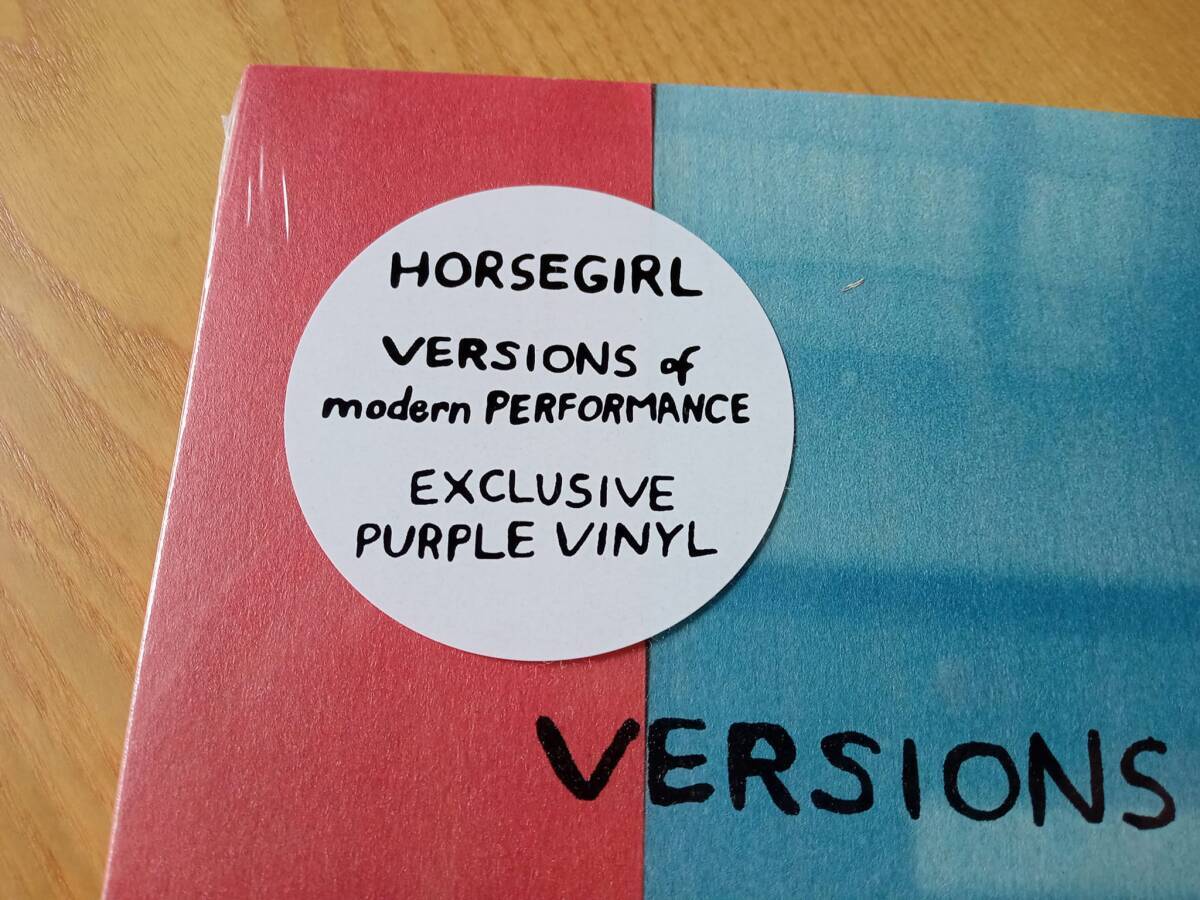 HORSEGIRL
VERSIONS of
modern PERFORMANCE
EXCLUSIVE
PURPLE VINYL
VERSIONS